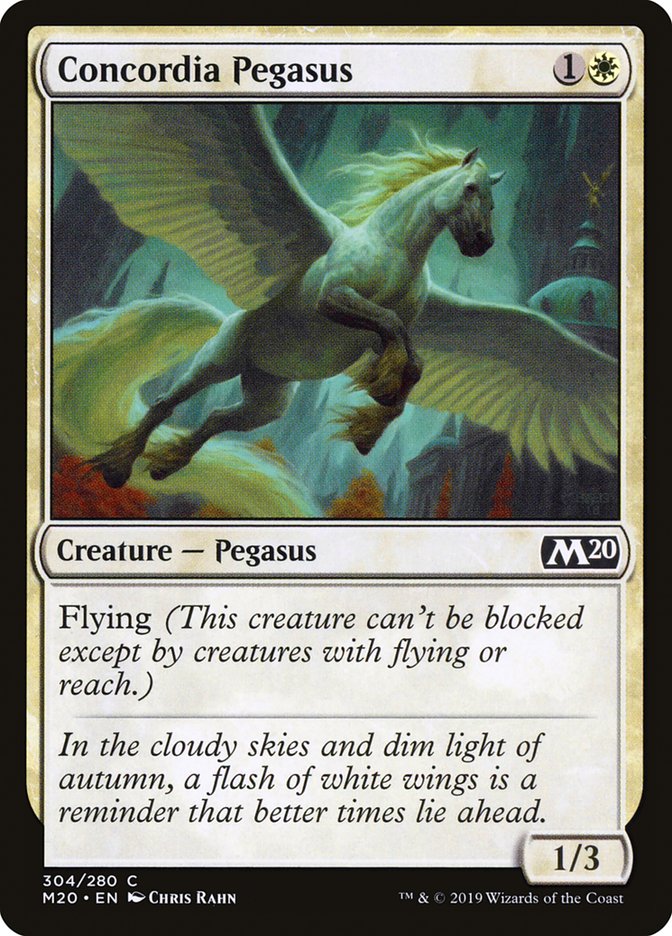 Concordia Pegasus 1
Creature — Pegasus M20
Flying (This creature can't be blocked
except by creatures with flying or
reach.)
In the cloudy skies and dim light of
autumn, a flash of white wings is a
reminder that better times lie ahead.
1/3
304/280 C
M20 • EN Chris Rahn ™ & © 2019 Wizards of the Coast